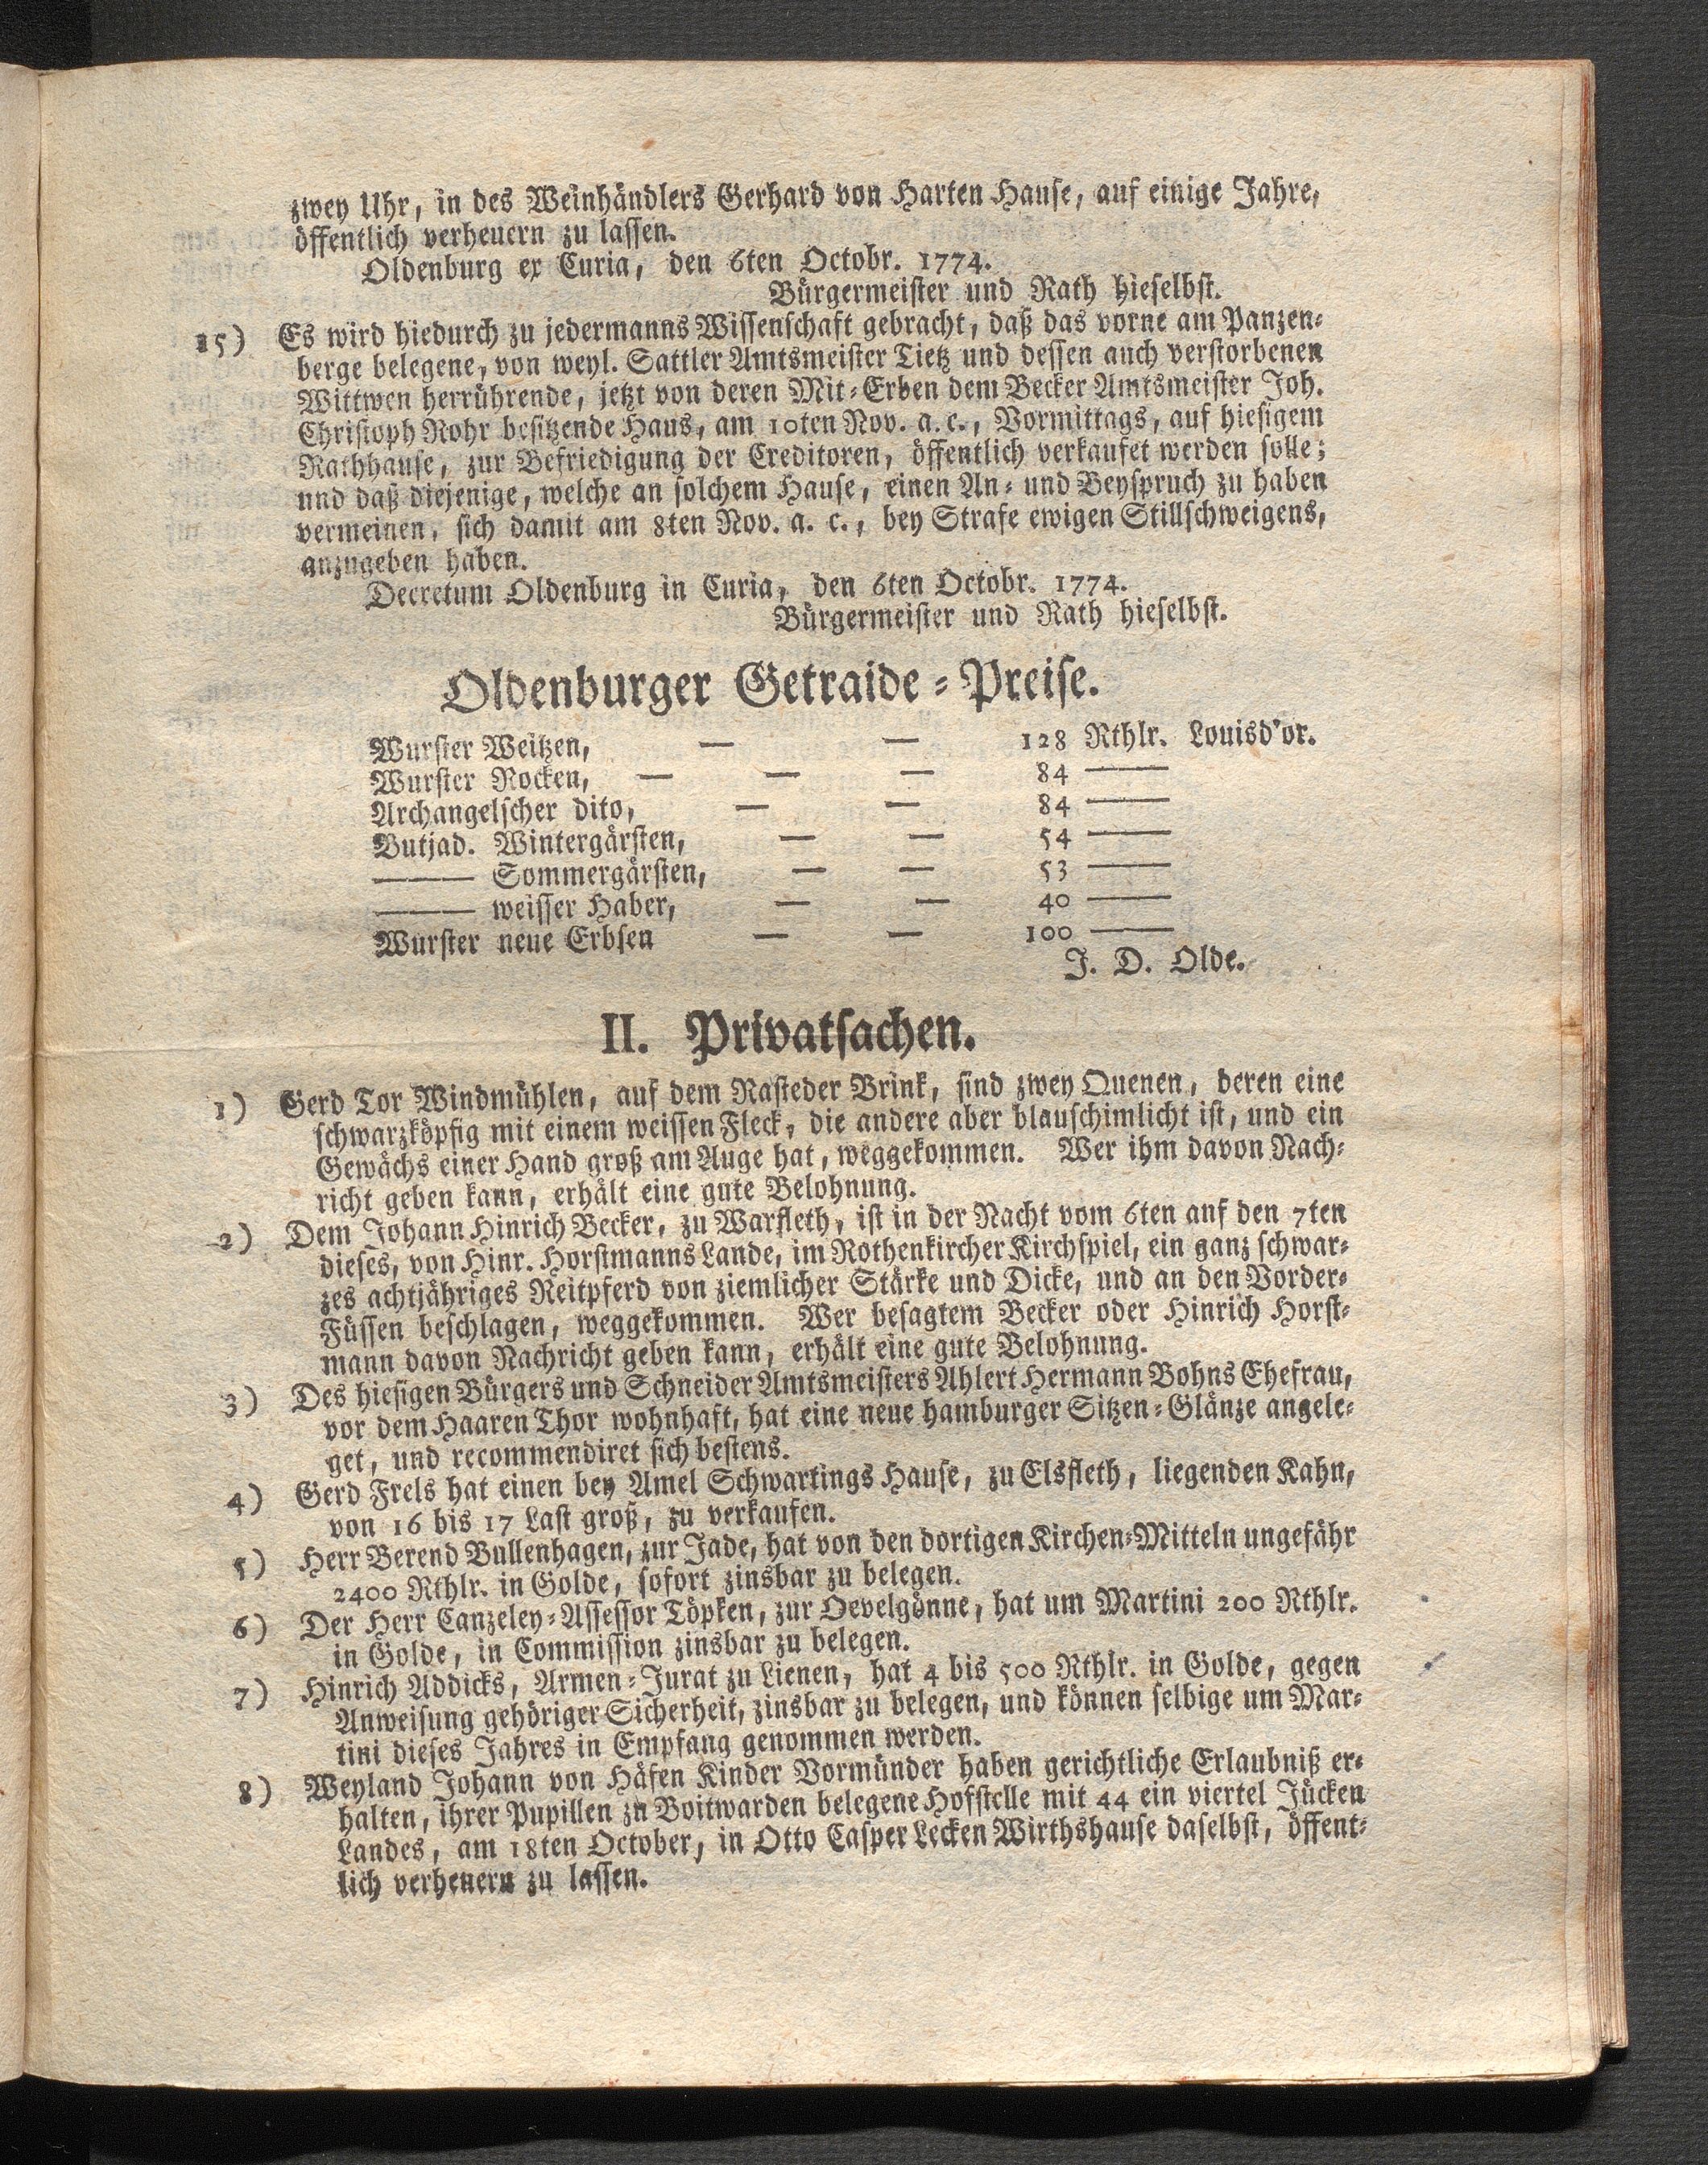 zwey Uhr, in des Weinhändlers Gerhard von Harten Hause, auf einige Jahre,
öffentlich verheuern zu lassen.
Oldenburg ex Curia, den 6ten Octobr. 1774.
Bürgermeister und Rath hieselbst.
15) Es wird hiedurch zu jedermanns Wissenschaft gebracht, daß das vorne am Panzen-
berge belegene, von weyl. Sattler Amtsmeister Tietz und dessen auch verstorbenen
Wittwen herrührende, jetzt von deren Mit-Erben dem Becker Amtsmeister Joh.
Christoph Rohr besitzende Haus, am 10ten Nov. a. c., Vormittags, auf hiesigem
Rathhause, zur Befriedigung der Creditoren, öffentlich verkaufet werden solle;
und daß diejenige, welche an solchem Hause, einen An- und Beyspruch zu haben
vermeinen, sich damit am 8ten Nov. a. c., bey Strafe ewigen Stillschweigens,
anzugeben haben.
Decretum Oldenburg in Curia, den 6ten Octobr. 1774.
Bürgermeister und Rath hieselbst.
Oldenburger Getraide-Preise.
Wurster Weitzen, — — 128 Rthlr. Louisd'or.
Wurster Rocken, — — — 84 ——
Archangelscher dito, — — 84 ——
Butjad. Wintergärsten, — — 54 ——
—— Sommergärsten, — — 53 ——
—— weisser Haber, — — 40 ——
Wurster neue Erbsen — — 100 ——
J. D. Olde.
II. Privatsachen.
1) Gerd Tor Windmühlen, auf dem Rasteder Brink, sind zwey Quenen, deren eine
schwarzköpfig mit einem weissen Fleck, die andere aber blauschimlicht ist, und ein
Gewächs einer Hand groß am Auge hat, weggekommen. Wer ihm davon Nach-
richt geben kann, erhält eine gute Belohnung.
2) Dem Johann Hinrich Becker, zu Warfleth, ist in der Nacht vom 6ten auf den 7ten
dieses, von Hinr. Horstmanns Lande, im Rothenkircher Kirchspiel, ein ganz schwar-
zes achtjähriges Reitpferd von ziemlicher Stärke und Dicke, und an den Vorder-
Füssen beschlagen, weggekommen. Wer besagtem Becker oder Hinrich Horst-
mann davon Nachricht geben kann, erhält eine gute Belohnung.
3) Des hiesigen Bürgers und Schneider Amtsmeisters Ahlert Hermann Bohns Ehefrau,
vor dem Haaren Thor wohnhaft, hat eine neue hamburger Sitzen-Glänze angele-
get, und recommendiret sich bestens.
4) Gerd Frels hat einen bey Amel Schwartings Hause, zu Elsfleth, liegenden Kahn,
von 16 bis 17 Last groß, zu verkaufen.
5) Herr Berend Bullenhagen, zur Jade, hat von den dortigen Kirchen-Mitteln ungefähr
2400 Rthlr. in Golde, sofort zinsbar zu belegen.
6) Der Herr Canzeley-Assessor Töpken, zur Oevelgönne, hat um Martini 200 Rthlr.
in Golde, in Commission zinsbar zu belegen.
7) Hinrich Addicks, Armen-Jurat zu Lienen, hat 4 bis 500 Rthlr. in Golde, gegen
Anweisung gehöriger Sicherheit, zinsbar zu belegen, und können selbige um Mar-
tini dieses Jahres in Empfang genommen werden.
8) Weyland Johann von Häfen Kinder Vormünder haben gerichtliche Erlaubniß er-
halten, ihrer Pupillen zu Boitwarden belegene Hofstelle mit 44 ein viertel Jücken
Landes, am 18ten October, in Otto Casper Lecken Wirthshause daselbst, öffent-
lich verheuern zu lassen.